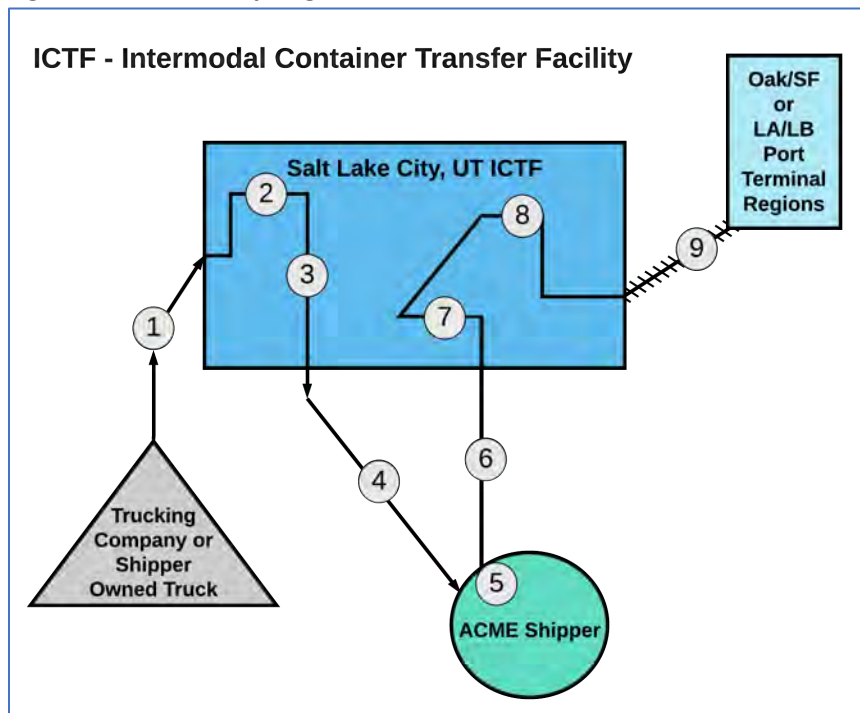 ICTF - Intermodal Container Transfer Facility
Oak/SF
or
LA/LB
Port
Terminal
Regions
Salt Lake City, UT ICTF
2
8
3
9
1
7
6
4
Trucking
Company or
Shipper
Owned Truck
5
ACME Shipper